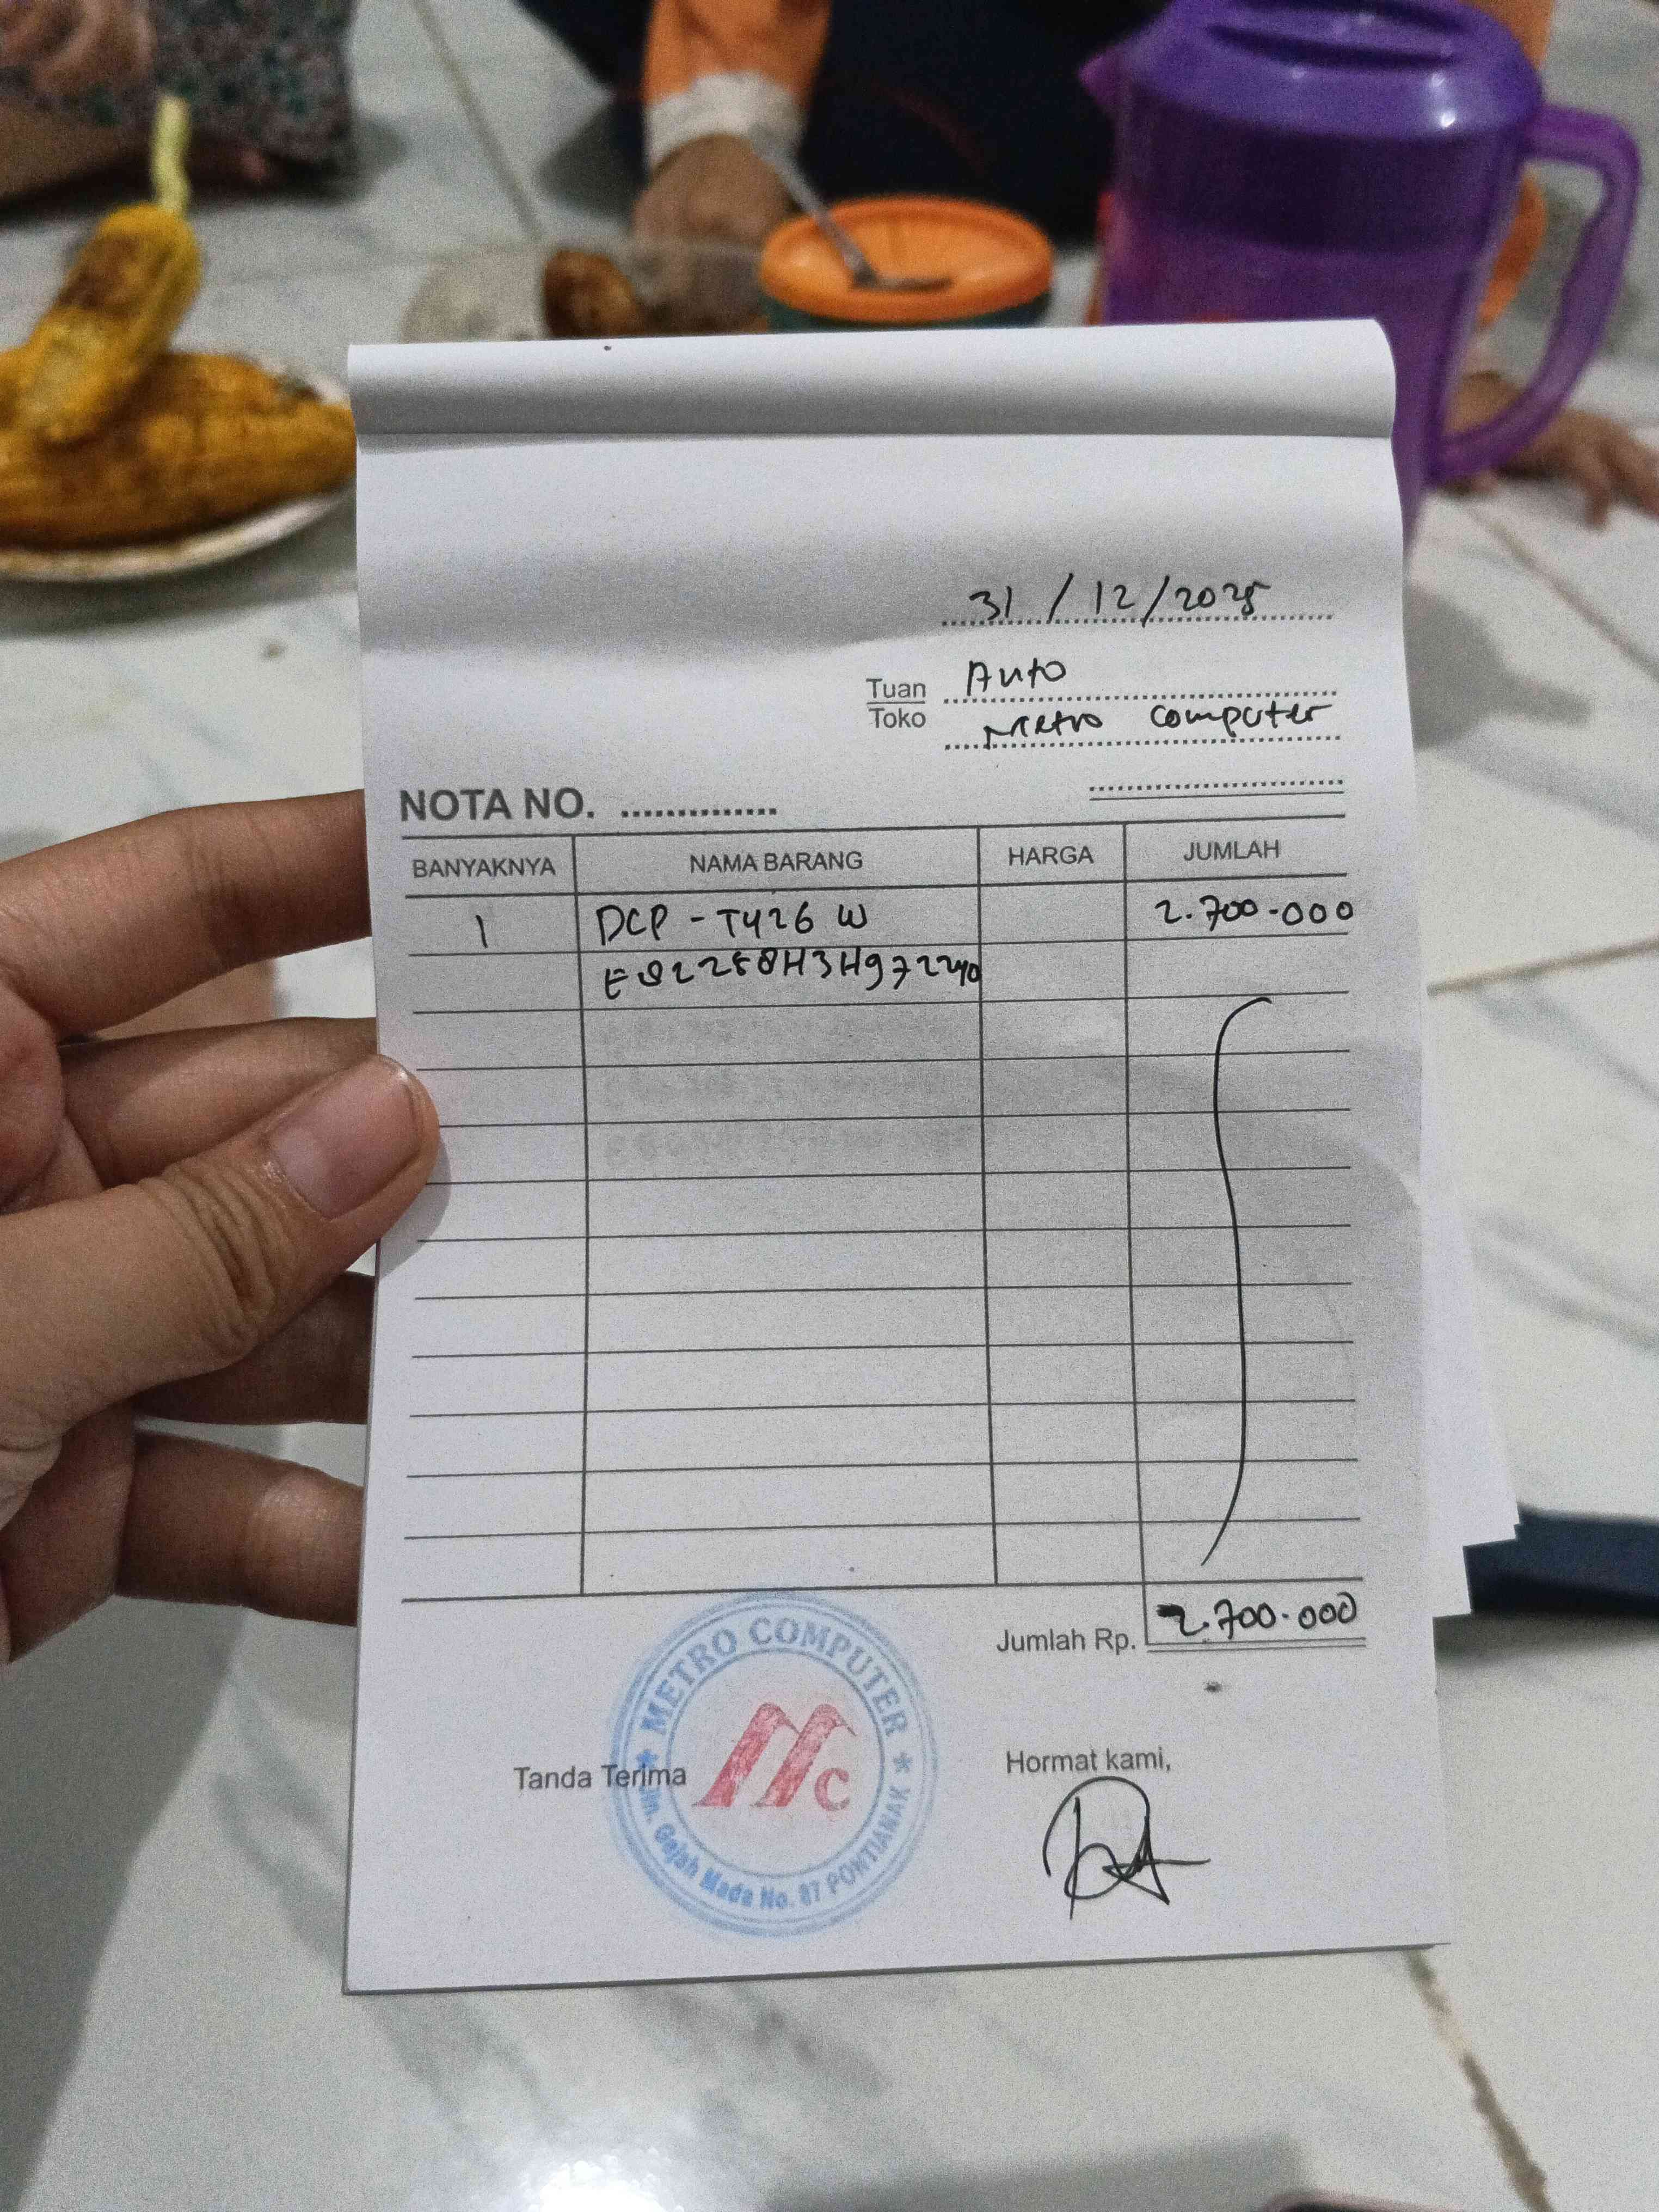 31 / 12 / 2025
Tuan Anto
Toko Metro Computer
NOTA NO. ..............
BANYAKNYA NAMA BARANG HARGA JUMLAH
1 DCP - T426 W 2.700.000
E82288H3H972240
Jumlah Rp. 2.700.000
METRO COMPUTER
Mc
Jln. Gajah Mada No. 87 PONTIANAK
Tanda Terima
Hormat kami,